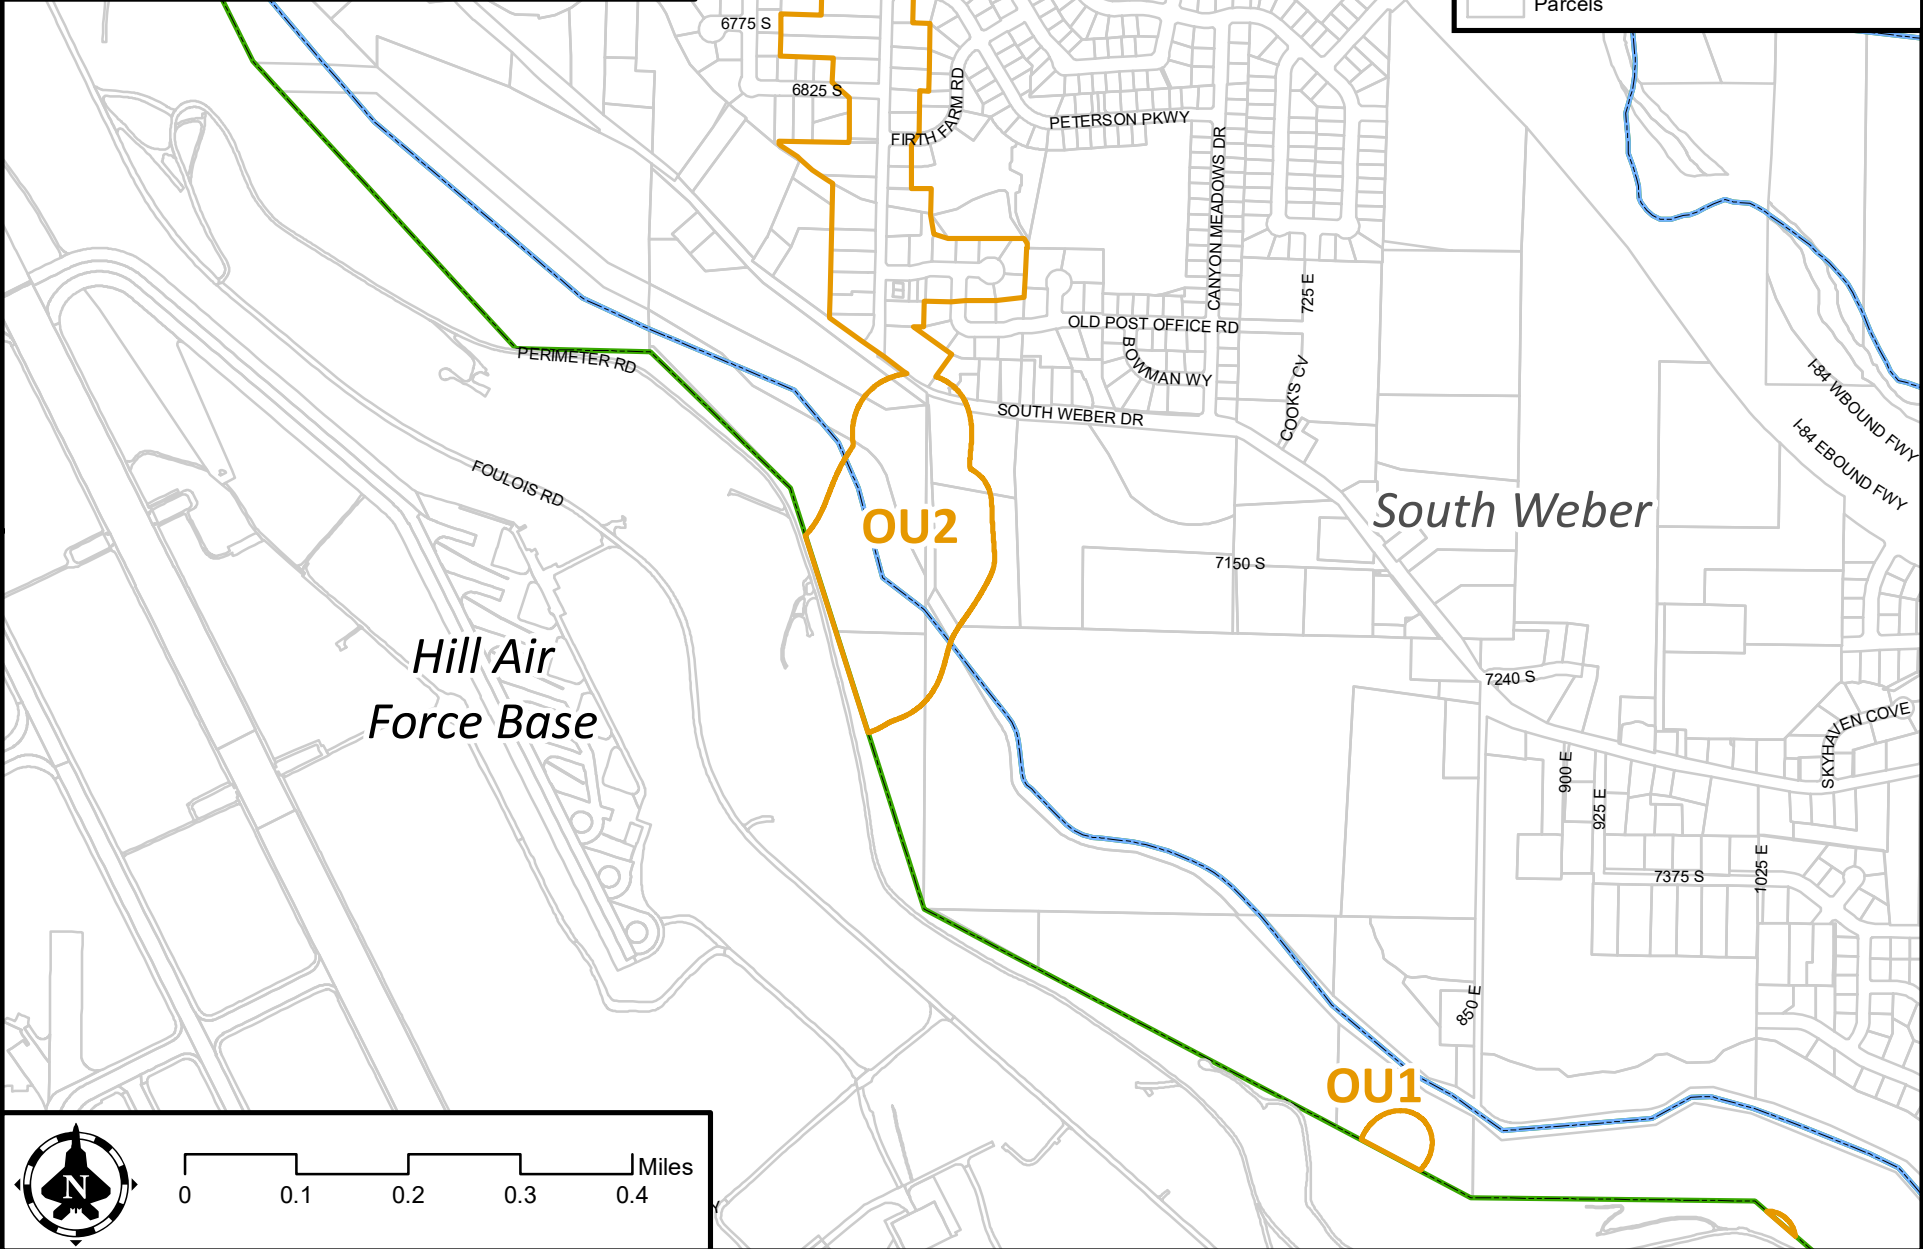 Parcels
6775 S
6825 S
FIRTH FARM RD
PETERSON PKWY
CANYON MEADOWS DR
725 E
OLD POST OFFICE RD
BOWMAN WY
COOK'S CV
SOUTH WEBER DR
PERIMETER RD
FOULOIS RD
I-84 WBOUND FWY
I-84 EBOUND FWY
OU2
South Weber
7150 S
Hill Air
Force Base
7240 S
SKYHAVEN COVE
900 E
925 E
7375 S
1025 E
850 E
OU1
N
Miles
0 0.1 0.2 0.3 0.4
Y